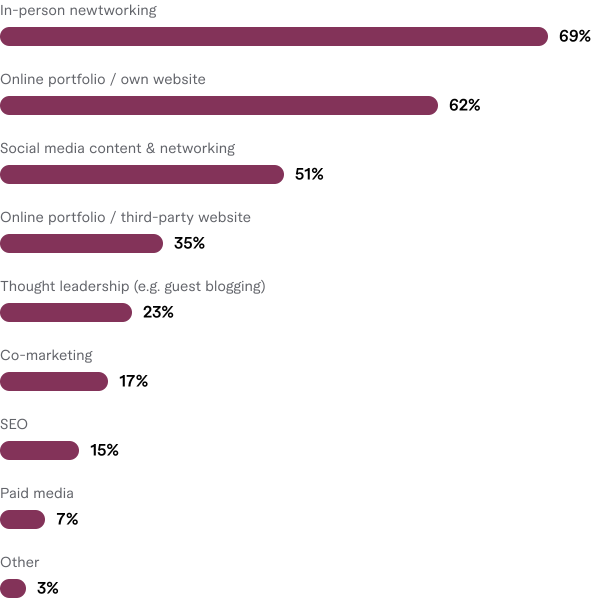 In-person newtworking
69%
Online portfolio / own website
62%
Social media content & networking
51%
Online portfolio / third-party website
35%
Thought leadership (e.g. guest blogging)
23%
Co-marketing
17%
SEO
15%
Paid media
7%
Other
3%